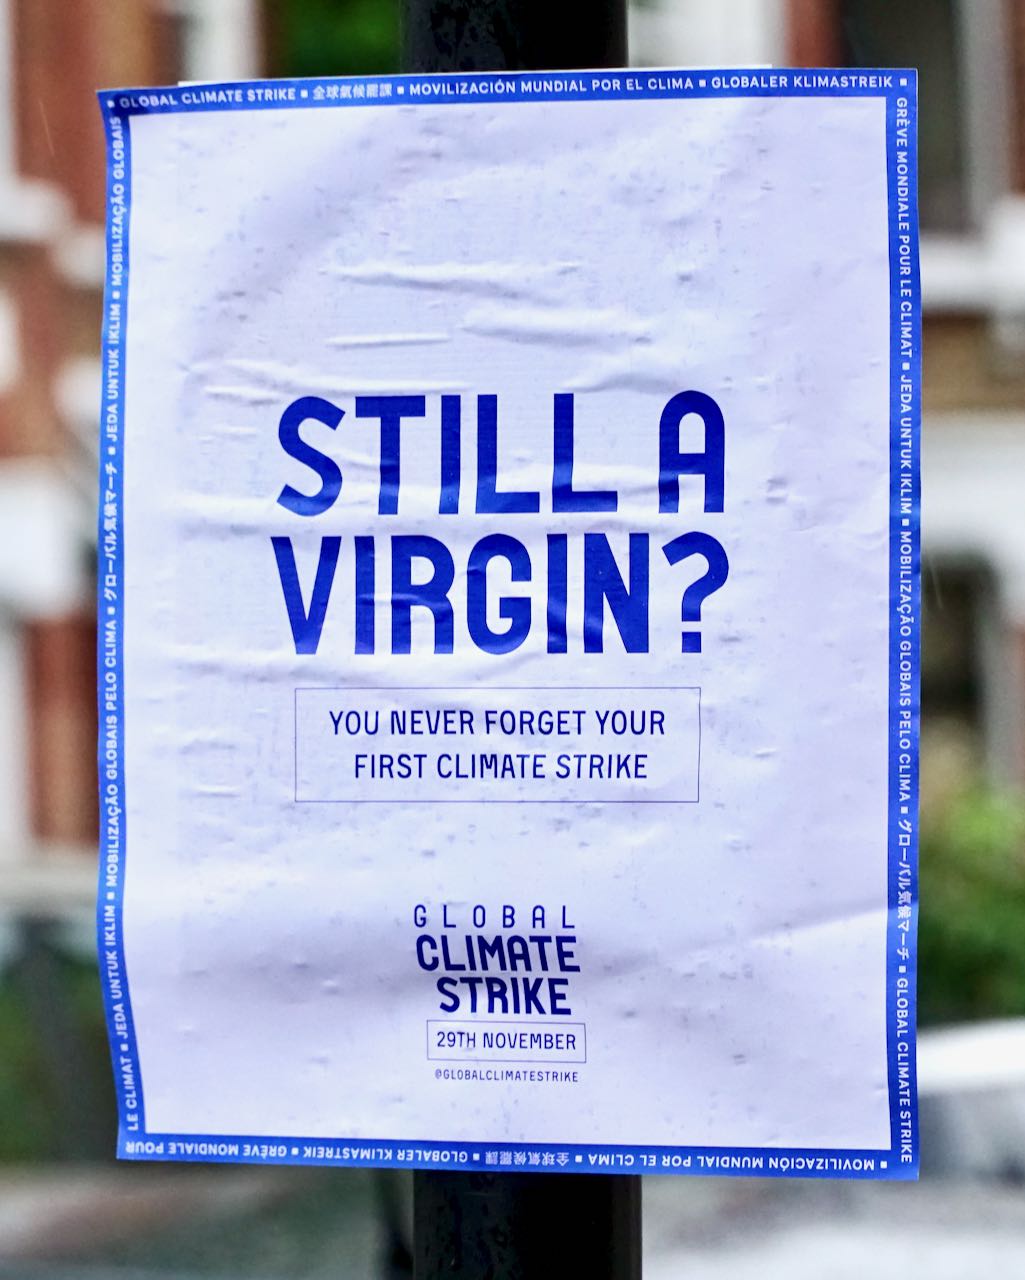 GLOBAL CLIMATE STRIKE ▪ 全球氣候罷課 ▪ MOVILIZACIÓN MUNDIAL POR EL CLIMA ▪ GLOBALER KLIMASTREIK ▪
GRÈVE MONDIALE POUR LE CLIMAT ▪ JEDA UNTUK IKLIM ▪ MOBILIZAÇÃO GLOBAIS PELO CLIMA ▪ グローバル気候マーチ ▪ GLOBAL CLIMATE STRIKE
STILL A
VIRGIN?
YOU NEVER FORGET YOUR
FIRST CLIMATE STRIKE
GLOBAL
CLIMATE
STRIKE
29TH NOVEMBER
@GLOBALCLIMATESTRIKE
▪ MOVILIZACIÓN MUNDIAL POR EL CLIMA ▪ 全球氣候罷課 ▪ GLOBALER KLIMASTREIK ▪ GRÈVE MONDIALE POUR
LE CLIMAT ▪ JEDA UNTUK IKLIM ▪ MOBILIZAÇÃO GLOBAIS PELO CLIMA ▪ グローバル気候マーチ ▪ JEDA UNTUK IKLIM ▪ MOBILIZAÇÃO GLOBAIS